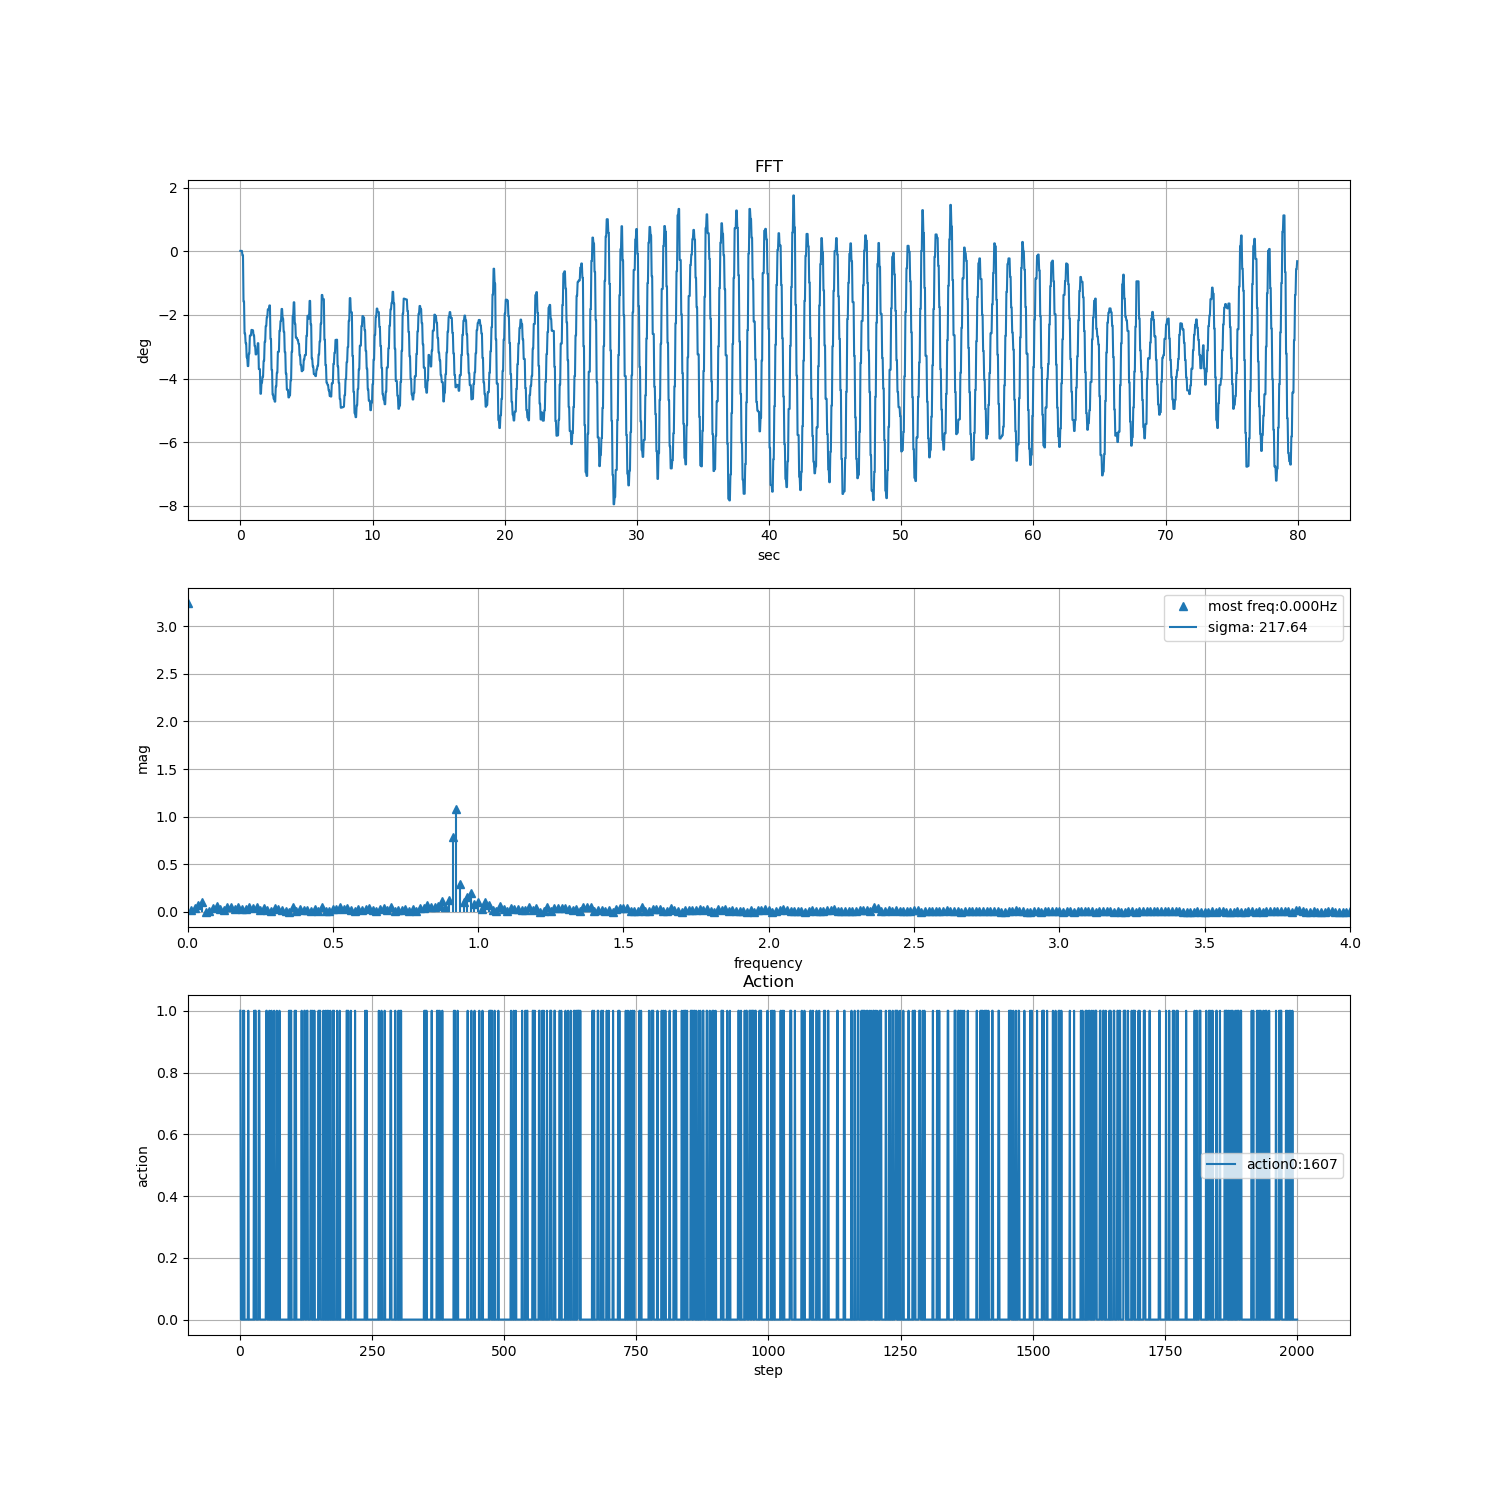 FFT
2
0
−2
−4
−6
−8
deg
0 10 20 30 40 50 60 70 80
sec
most freq:0.000Hz
sigma: 217.64
3.0
2.5
2.0
1.5
1.0
0.5
0.0
mag
0.0 0.5 1.0 1.5 2.0 2.5 3.0 3.5 4.0
frequency
Action
1.0
0.8
0.6
0.4
0.2
0.0
action
action0:1607
0 250 500 750 1000 1250 1500 1750 2000
step